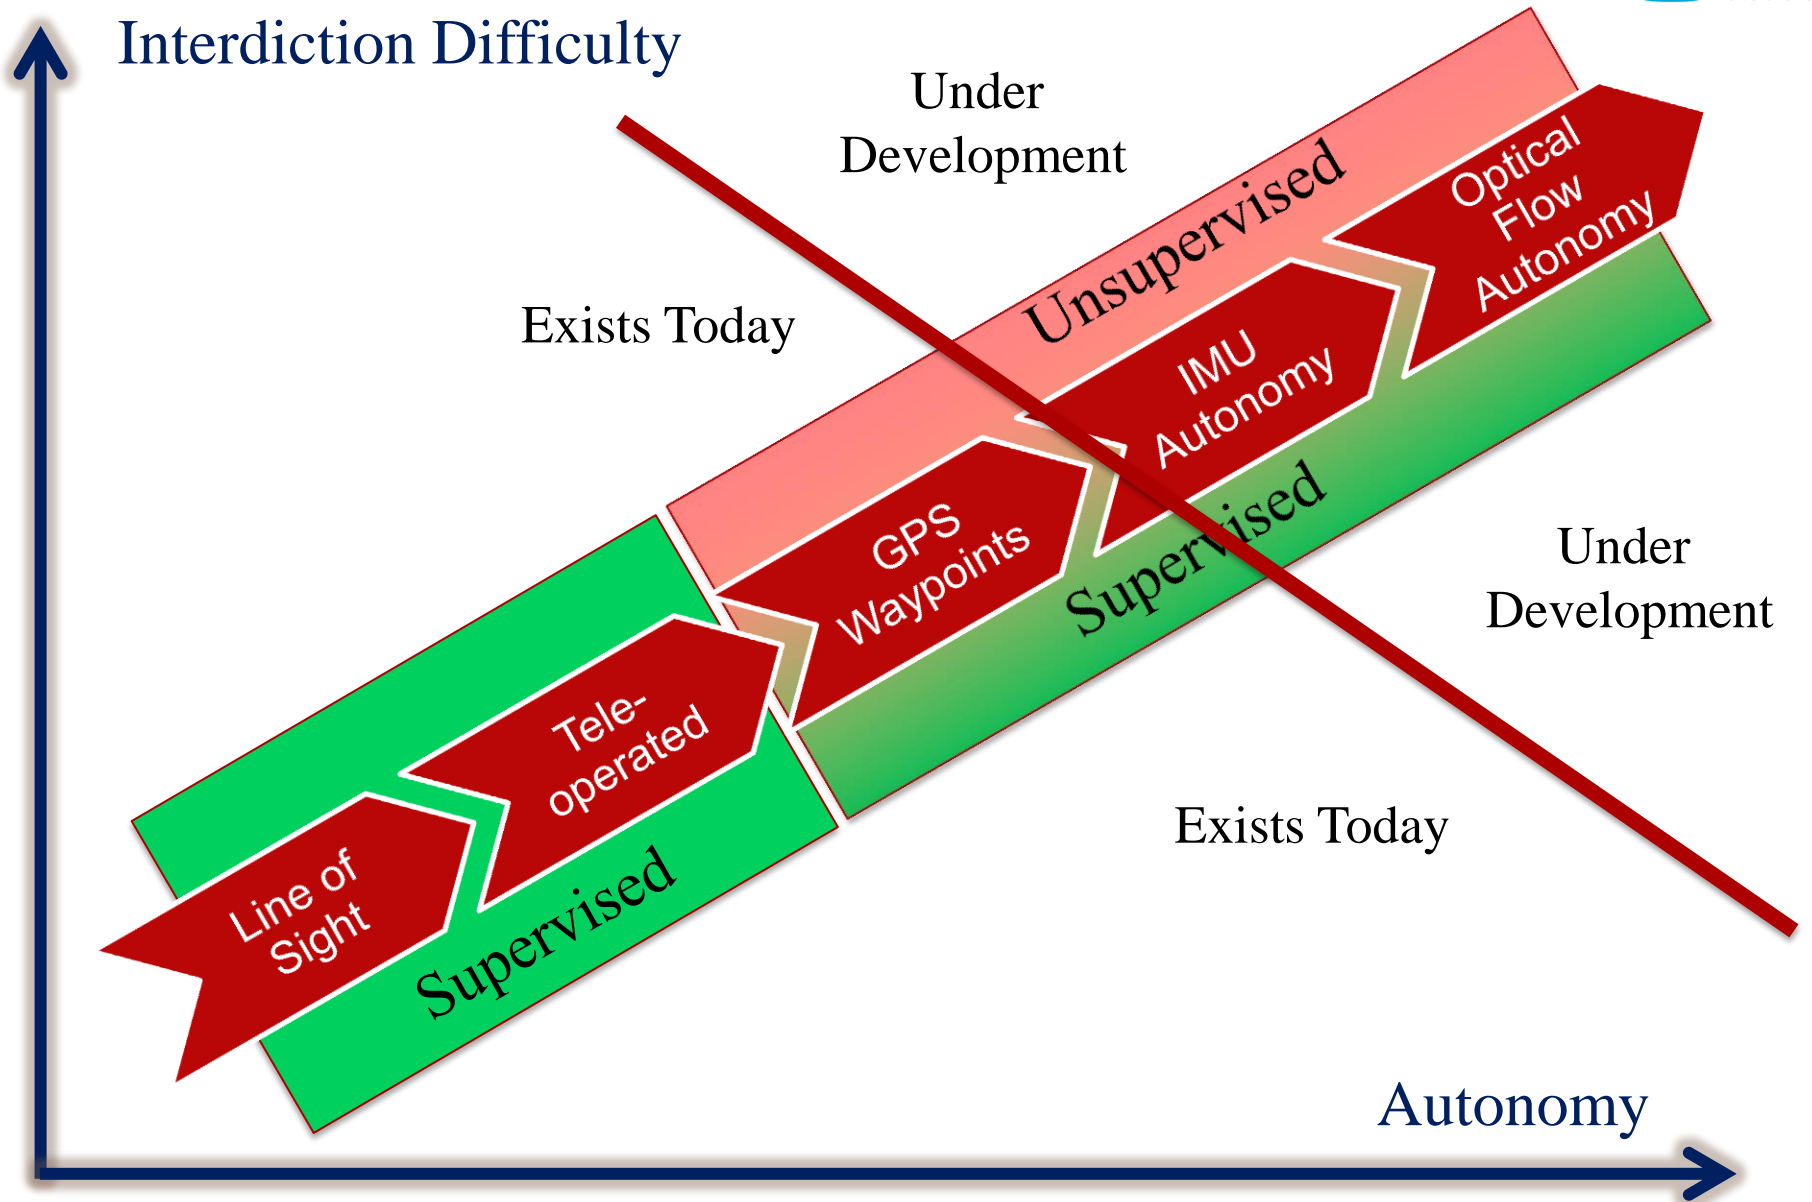 Interdiction Difficulty
Under
Development
Exists Today
Unsupervised
Optical
Flow
Autonomy
IMU
Autonomy
GPS
Waypoints
Supervised
Under
Development
Tele-
operated
Exists Today
Line of
Sight
Supervised
Autonomy